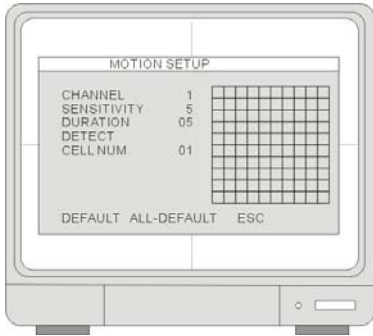 MOTION SETUP
CHANNEL 1
SENSITIVITY 5
DURATION 05
DETECT
CELL NUM. 01
DEFAULT ALL-DEFAULT ESC